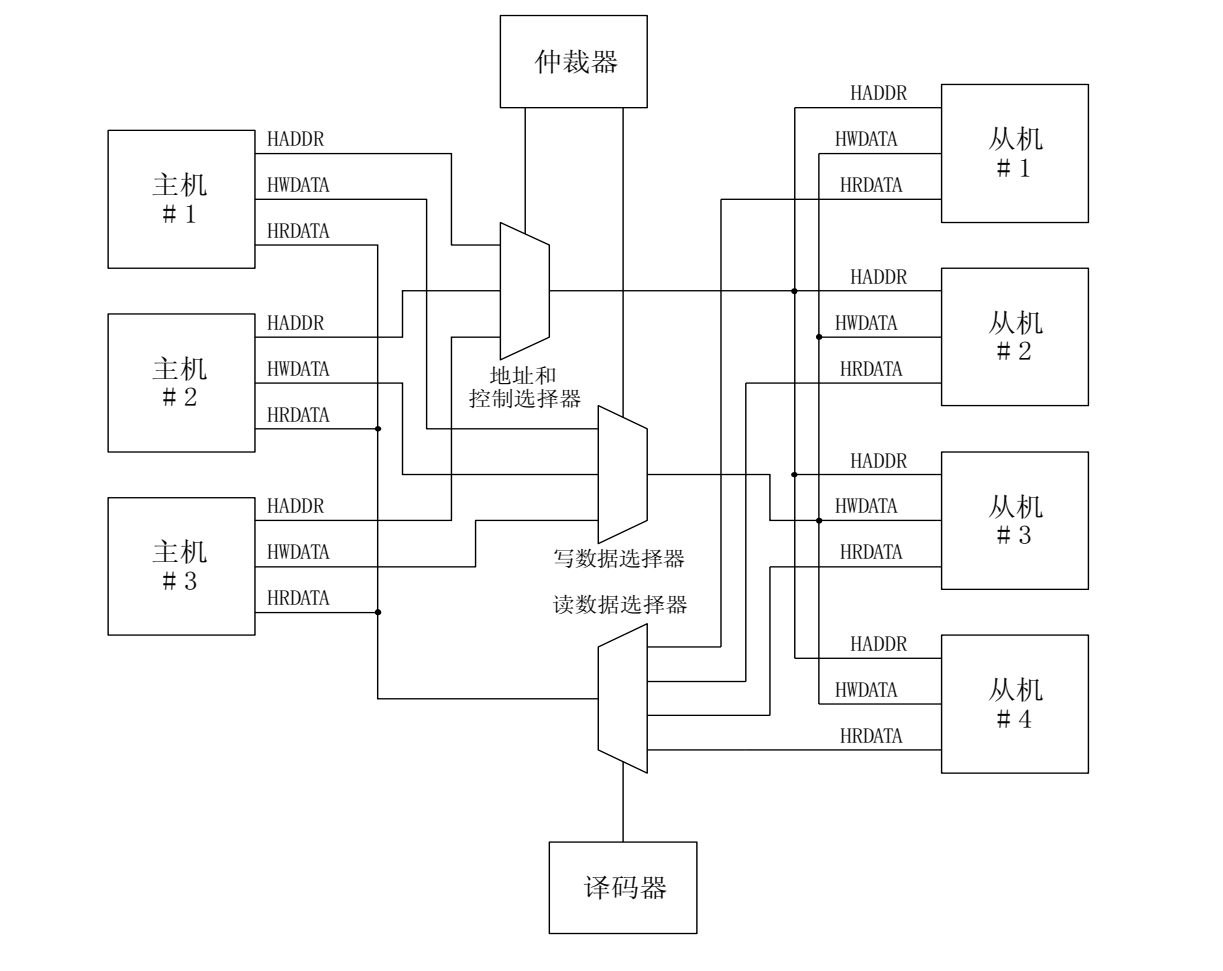 仲裁器
主机
#1
HADDR
HWDATA
HRDATA
主机
#2
HADDR
HWDATA
HRDATA
主机
#3
HADDR
HWDATA
HRDATA
地址和
控制选择器
写数据选择器
读数据选择器
译码器
HADDR
HWDATA
HRDATA
从机
#1
HADDR
HWDATA
HRDATA
从机
#2
HADDR
HWDATA
HRDATA
从机
#3
HADDR
HWDATA
HRDATA
从机
#4